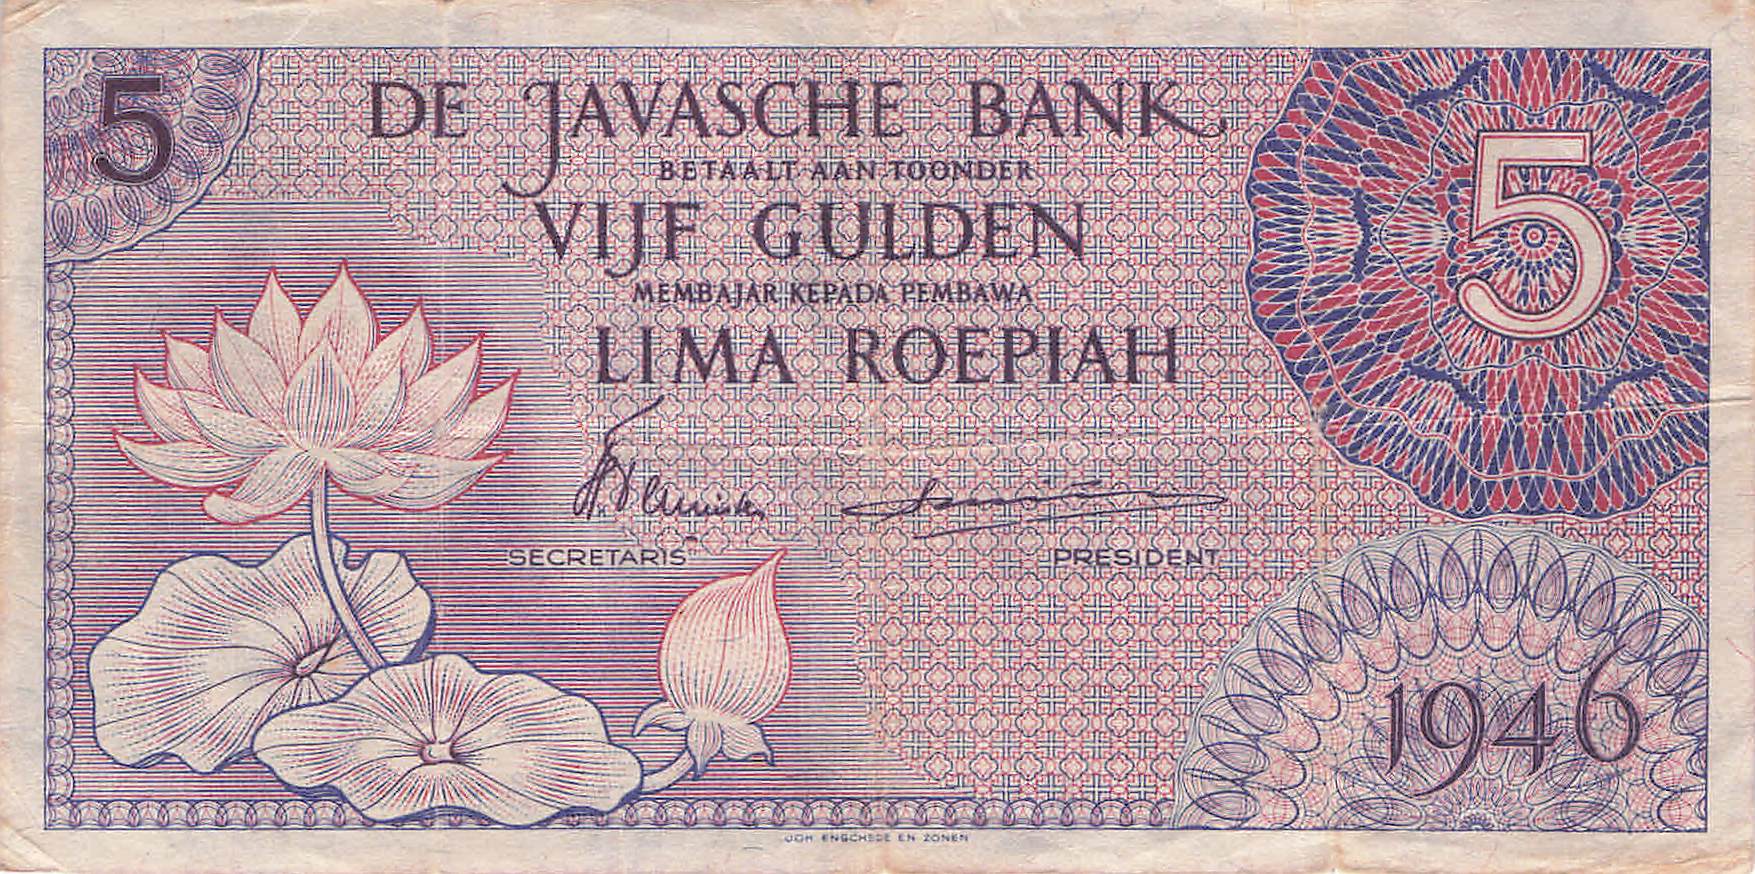 5
DE JAVASCHE BANK
BETAALT AAN TOONDER
VIJF GULDEN
MEMBAJAR KEPADA PEMBAWA
LIMA ROEPIAH
5
SECRETARIS
PRESIDENT
1946
JOH. ENSCHEDÉ EN ZONEN